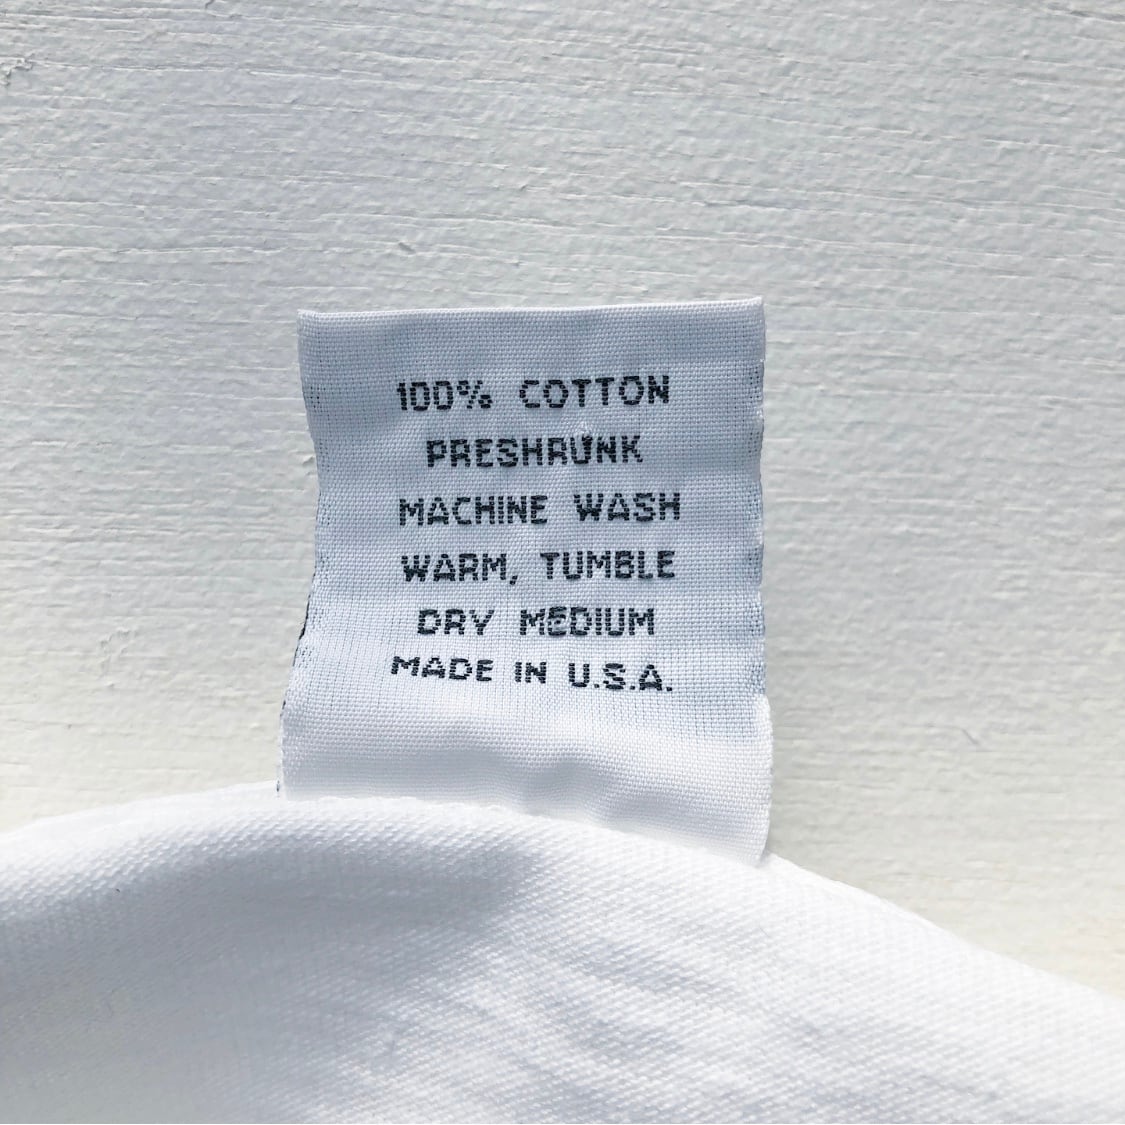 100% COTTON
PRESHRUNK
MACHINE WASH
WARM, TUMBLE
DRY MEDIUM
MADE IN U.S.A.